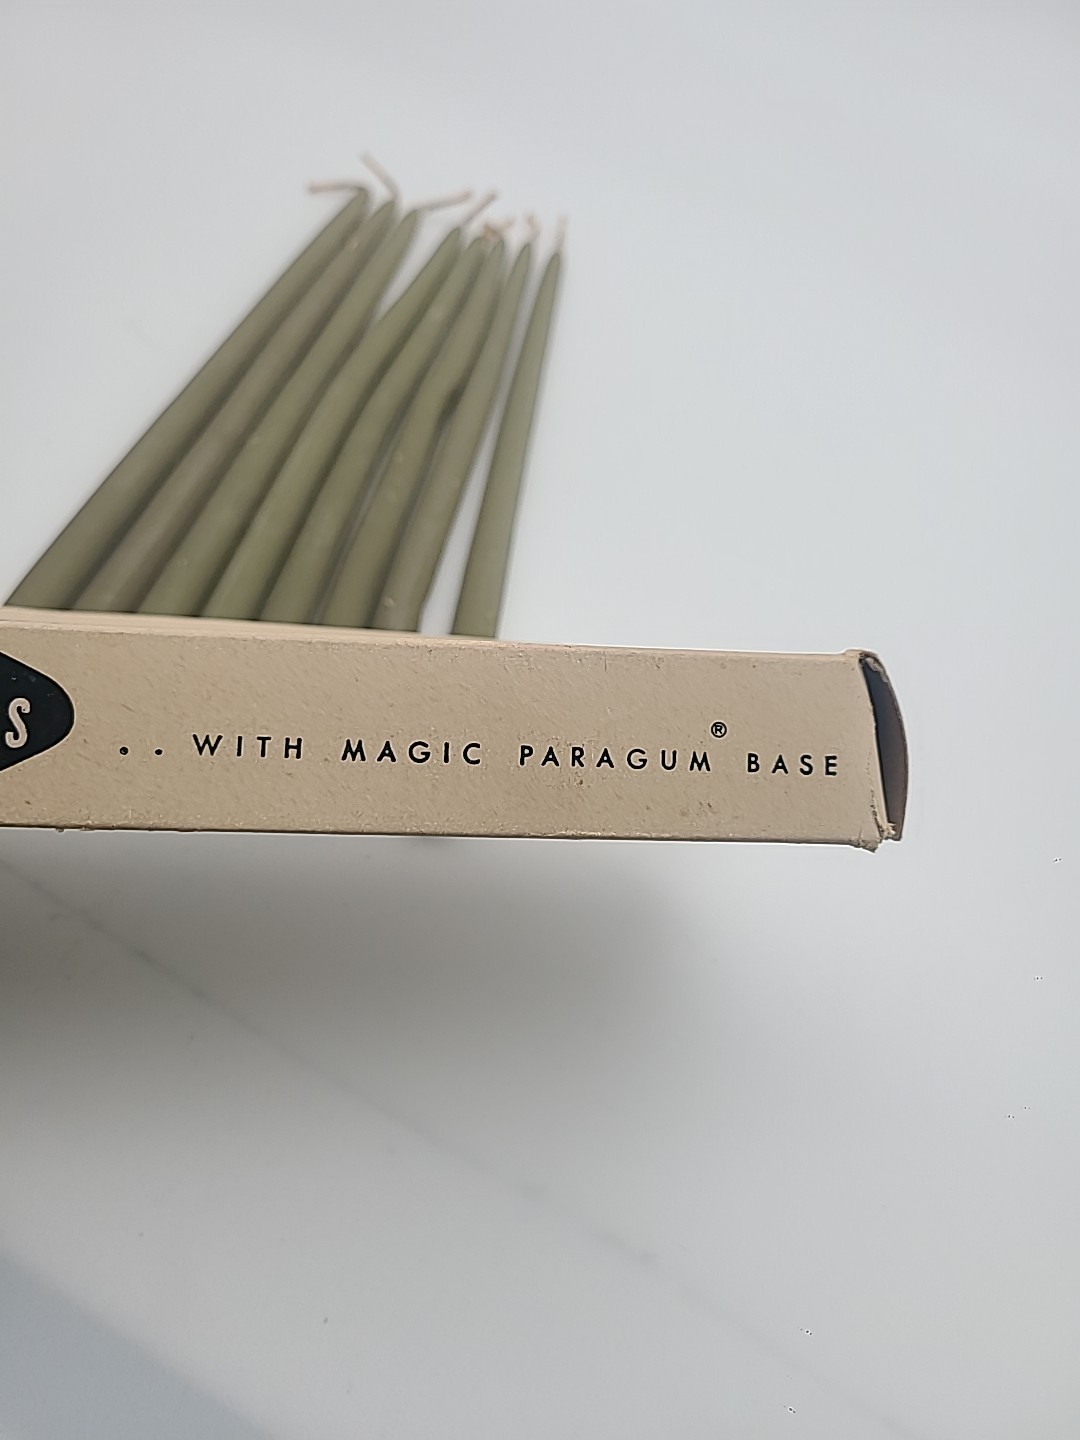 S
. . WITH MAGIC PARAGUM® BASE